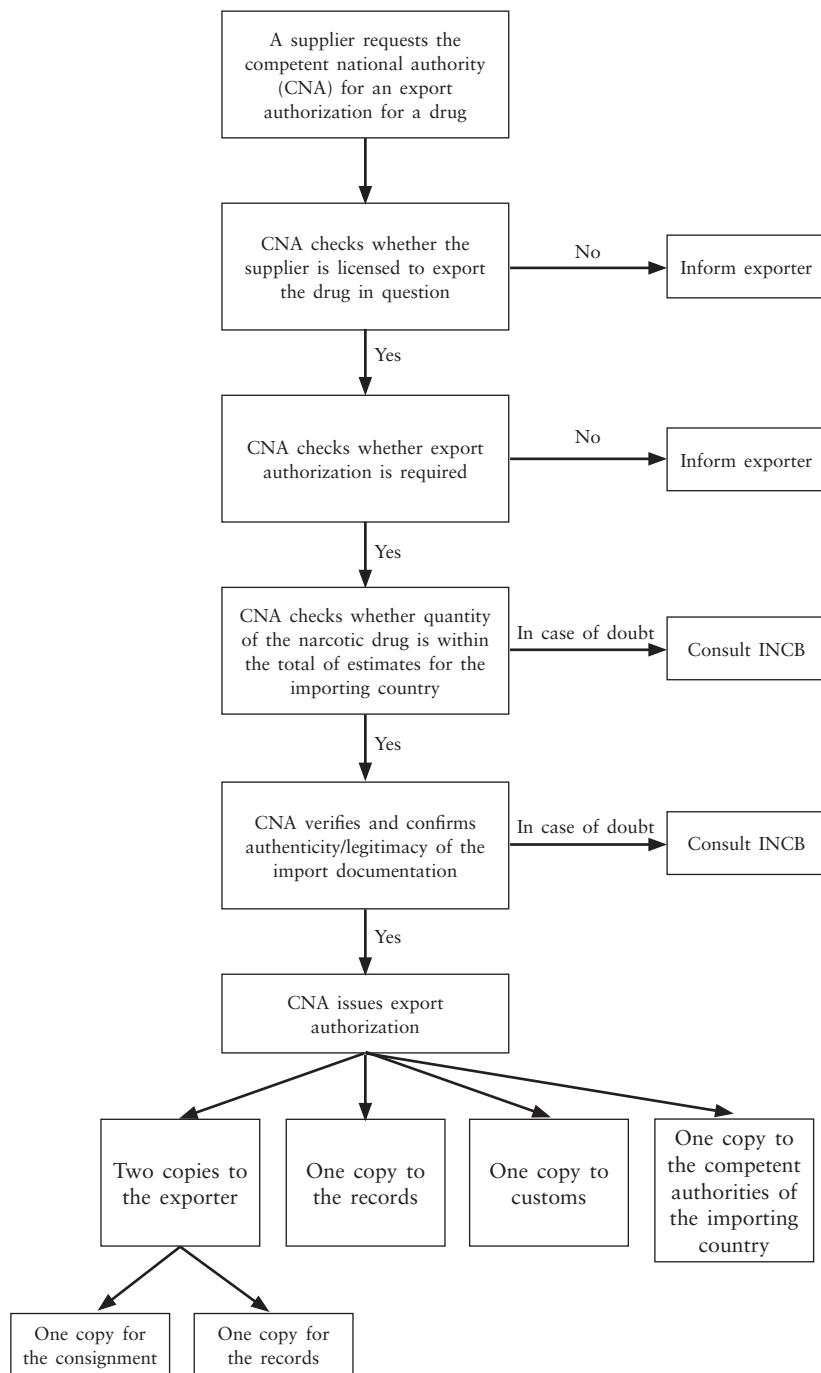 A supplier requests the
competent national authority
(CNA) for an export
authorization for a drug
CNA checks whether the
supplier is licensed to export
the drug in question
No
Inform exporter
Yes
CNA checks whether export
authorization is required
No
Inform exporter
Yes
CNA checks whether quantity
of the narcotic drug is within
the total of estimates for the
importing country
In case of doubt
Consult INCB
Yes
CNA verifies and confirms
authenticity/legitimacy of the
import documentation
In case of doubt
Consult INCB
Yes
CNA issues export
authorization
Two copies to
the exporter
One copy to
the records
One copy to
customs
One copy to
the competent
authorities of
the importing
country
One copy for
the consignment
One copy for
the records